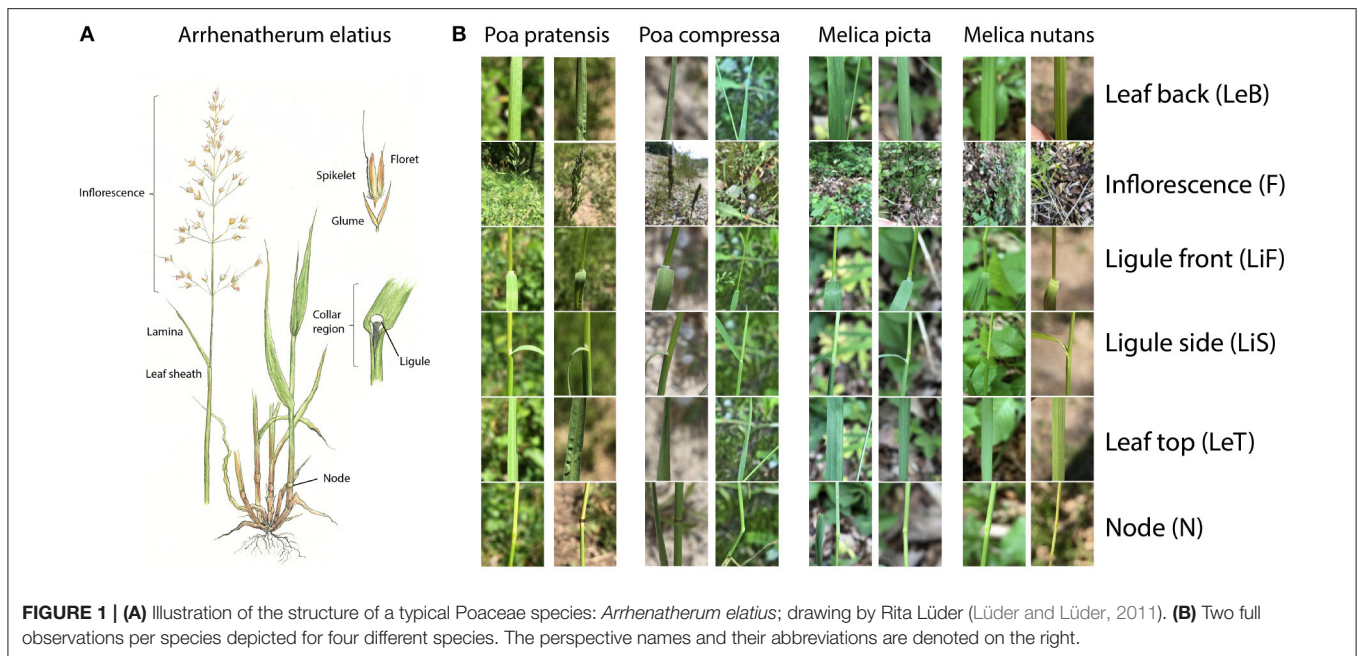 A
Arrhenatherum elatius
Inflorescence
Spikelet
Floret
Glume
Lamina
Leaf sheath
Collar
region
Ligule
Node
B
Poa pratensis Poa compressa Melica picta Melica nutans
Leaf back (LeB)
Inflorescence (F)
Ligule front (LiF)
Ligule side (LiS)
Leaf top (LeT)
Node (N)
FIGURE 1 | (A) Illustration of the structure of a typical Poaceae species: Arrhenatherum elatius; drawing by Rita Lüder (Lüder and Lüder, 2011). (B) Two full
observations per species depicted for four different species. The perspective names and their abbreviations are denoted on the right.